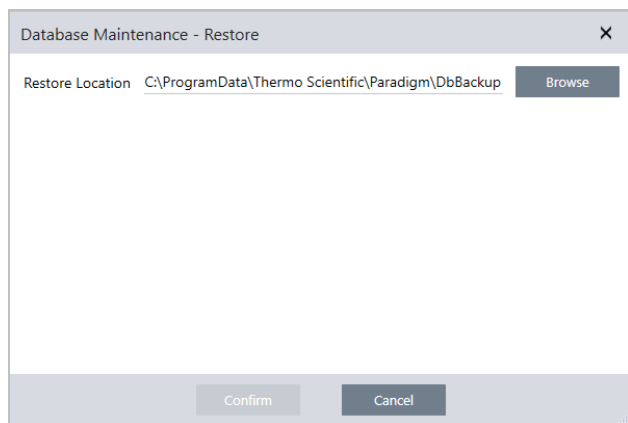 Database Maintenance - Restore
Restore Location C:\ProgramData\Thermo Scientific\Paradigm\DbBackup Browse
Confirm Cancel